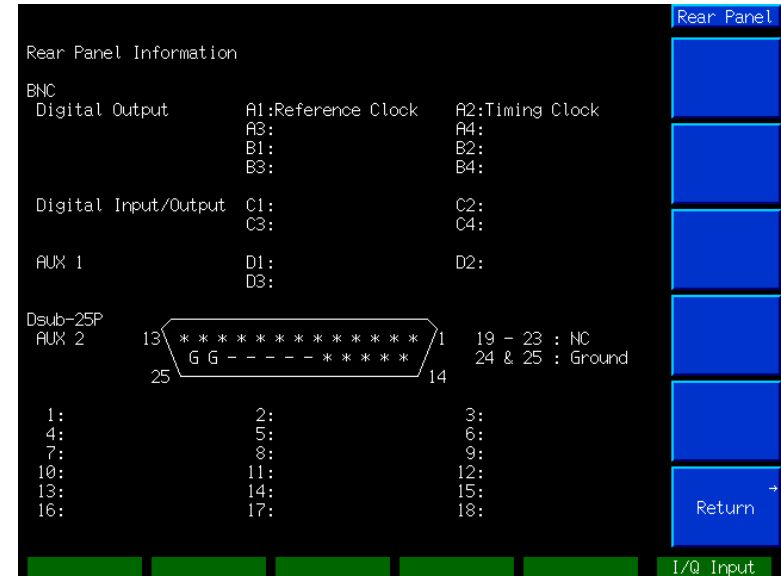 Rear Panel
Rear Panel Information
BNC
Digital Output A1:Reference Clock A2:Timing Clock
A3: A4:
B1: B2:
B3: B4:
Digital Input/Output C1: C2:
C3: C4:
AUX 1 D1: D2:
D3:
Dsub-25P
AUX 2 13 * * * * * * * * * * * * * 1 19 - 23 : NC
G G - - - - - * * * * * 24 & 25 : Ground
25 14
1: 2: 3:
4: 5: 6:
7: 8: 9:
10: 11: 12:
13: 14: 15:
16: 17: 18:
→
Return
I/Q Input